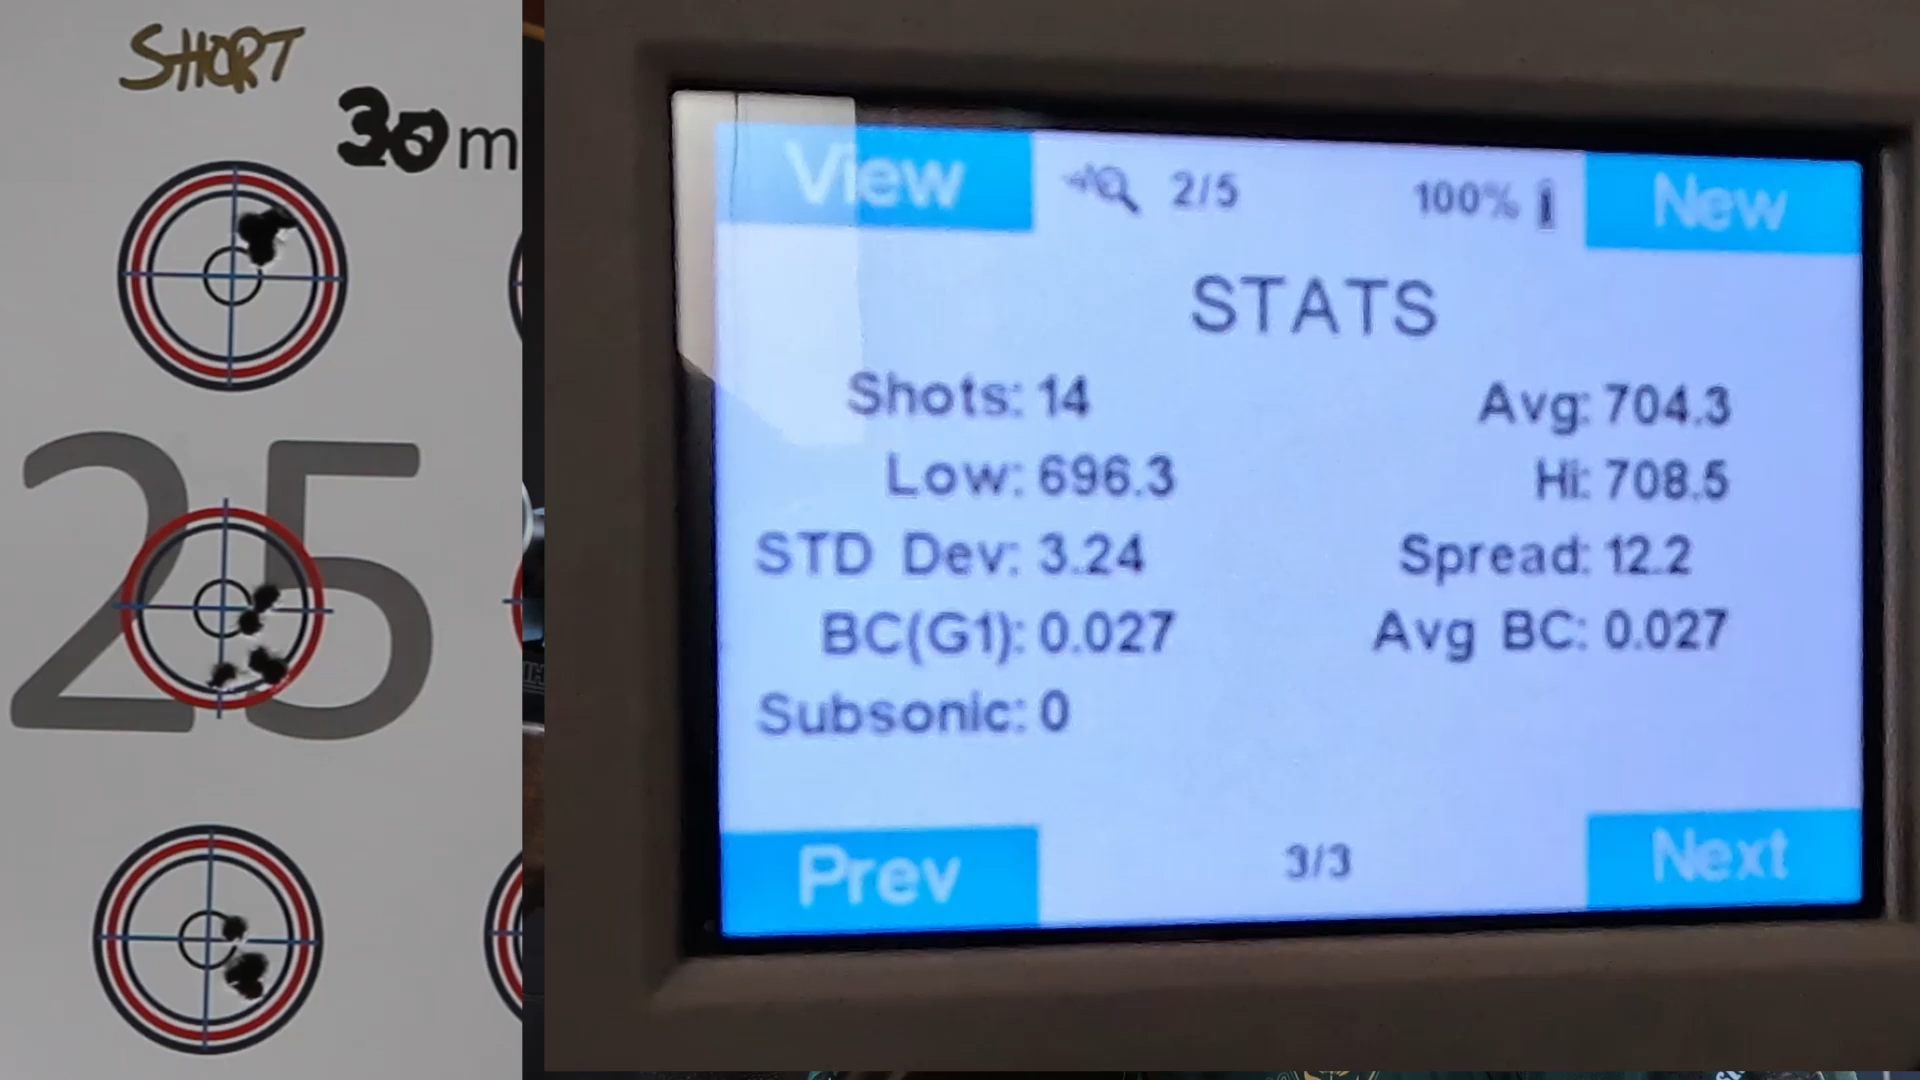 SHORT
30m
25
View
2/5
100%
New
STATS
Shots: 14
Avg: 704.3
Low: 696.3
Hi: 708.5
STD Dev: 3.24
Spread: 12.2
BC(G1): 0.027
Avg BC: 0.027
Subsonic: 0
Prev
3/3
Next